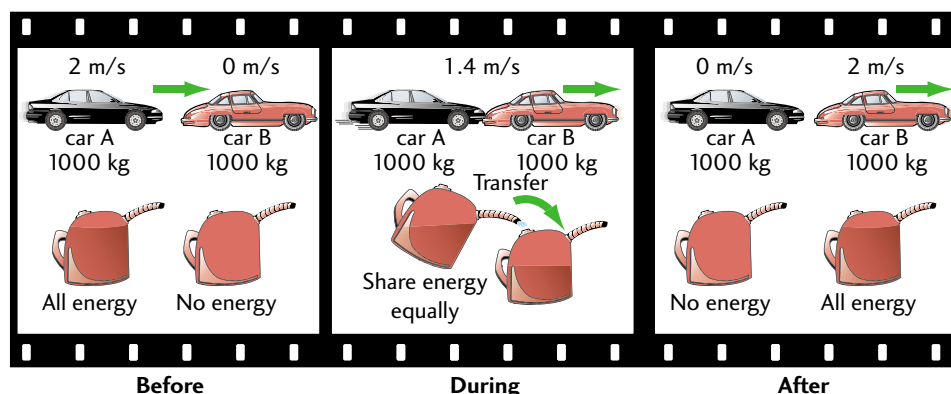 2 m/s 0 m/s
car A car B
1000 kg 1000 kg
All energy No energy
Before
1.4 m/s
car A car B
1000 kg 1000 kg
Transfer
Share energy
equally
During
0 m/s 2 m/s
car A car B
1000 kg 1000 kg
No energy All energy
After